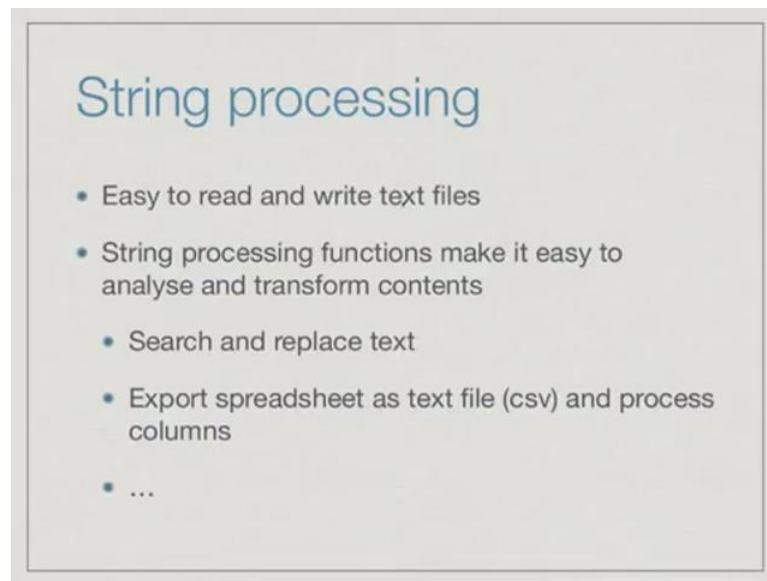 String processing
• Easy to read and write text files
• String processing functions make it easy to
analyse and transform contents
• Search and replace text
• Export spreadsheet as text file (csv) and process
columns
• ...